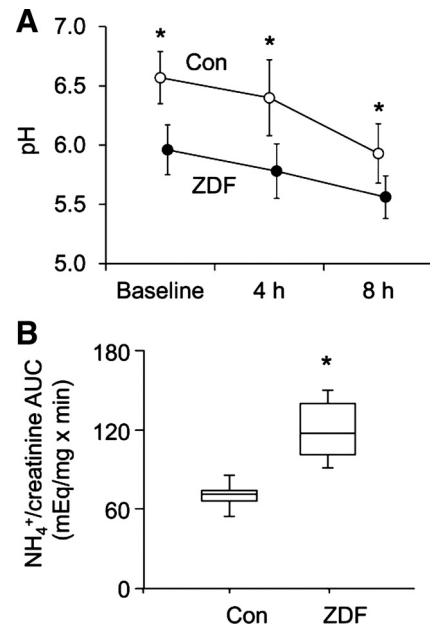 A
7.0
*
*
Con
6.5
*
pH
6.0
ZDF
5.5
5.0
Baseline
4 h
8 h
B
180
*
NH₄⁺/creatinine AUC
(mEq/mg x min)
120
60
0
Con
ZDF